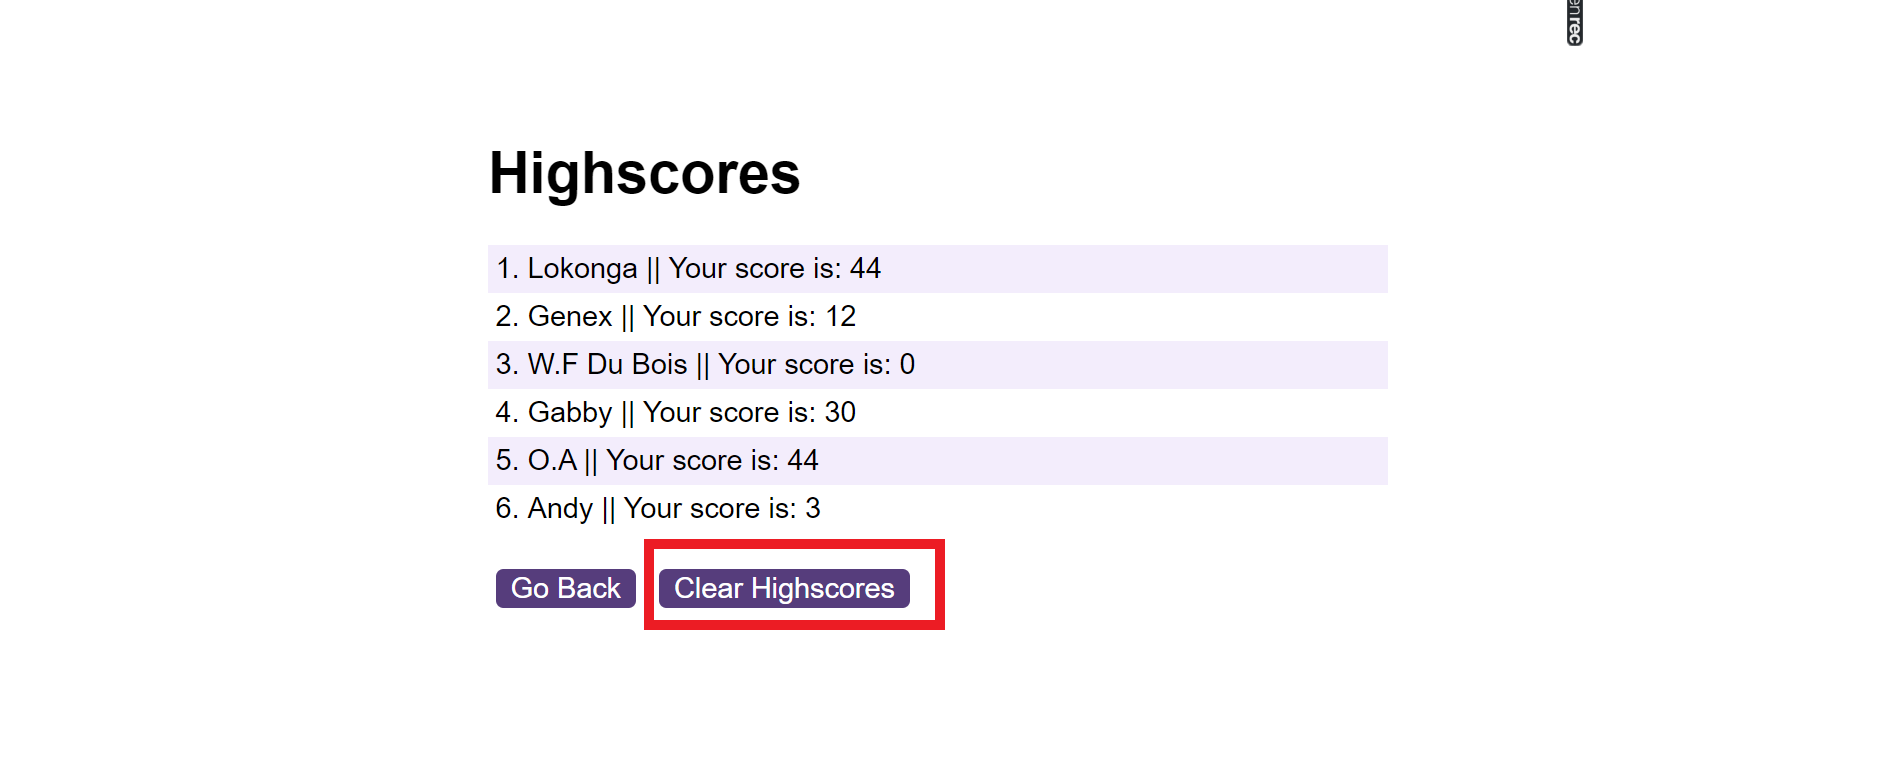 rec
Highscores
1. Lokonga || Your score is: 44
2. Genex || Your score is: 12
3. W.F Du Bois || Your score is: 0
4. Gabby || Your score is: 30
5. O.A || Your score is: 44
6. Andy || Your score is: 3
Go Back Clear Highscores